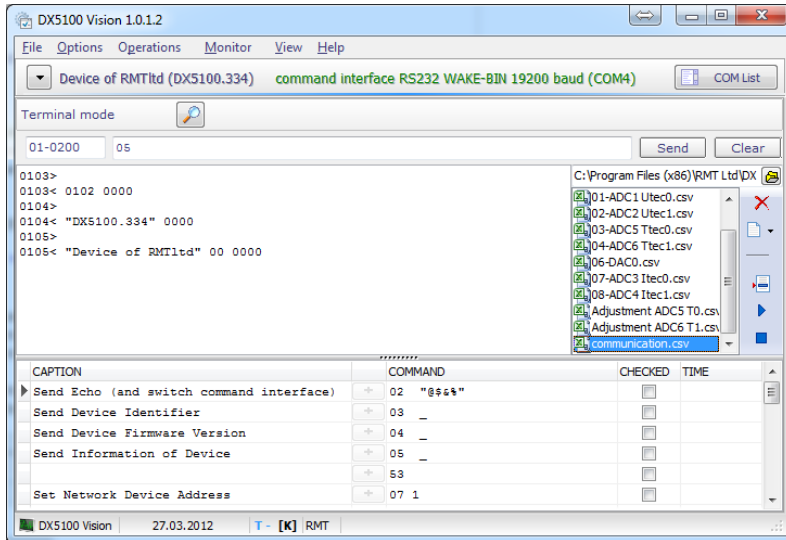 DX5100 Vision 1.0.1.2
File Options Operations Monitor View Help
Device of RMTltd (DX5100.334) command interface RS232 WAKE-BIN 19200 baud (COM4) COM List
Terminal mode
01-0200 05 Send Clear
0103>
0103< 0102 0000
0104>
0104< "DX5100.334" 0000
0105>
0105< "Device of RMTltd" 00 0000
C:\Program Files (x86)\RMT Ltd\DX
01-ADC1 Utec0.csv
02-ADC2 Utec1.csv
03-ADC5 Ttec0.csv
04-ADC6 Ttec1.csv
06-DAC0.csv
07-ADC3 Itec0.csv
08-ADC4 Itec1.csv
Adjustment ADC5 T0.csv
Adjustment ADC6 T1.csv
communication.csv
CAPTION COMMAND CHECKED TIME
Send Echo (and switch command interface) + 02 "@$&%"
Send Device Identifier + 03 _
Send Device Firmware Version + 04 _
Send Information of Device + 05 _
+ 53
Set Network Device Address + 07 1
DX5100 Vision 27.03.2012 T - [K] RMT